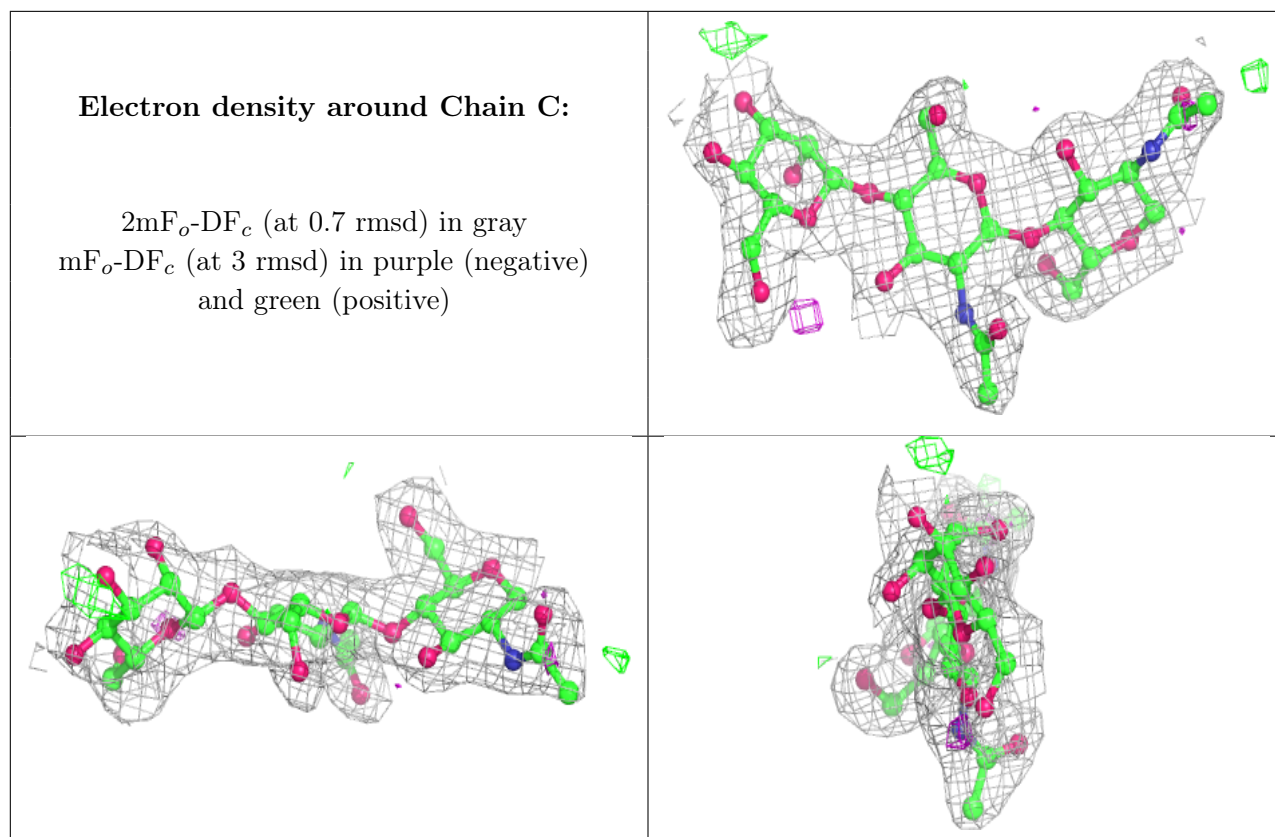 Electron density around Chain C:
2mFₒ-DF𝒸 (at 0.7 rmsd) in gray
mFₒ-DF𝒸 (at 3 rmsd) in purple (negative)
and green (positive)